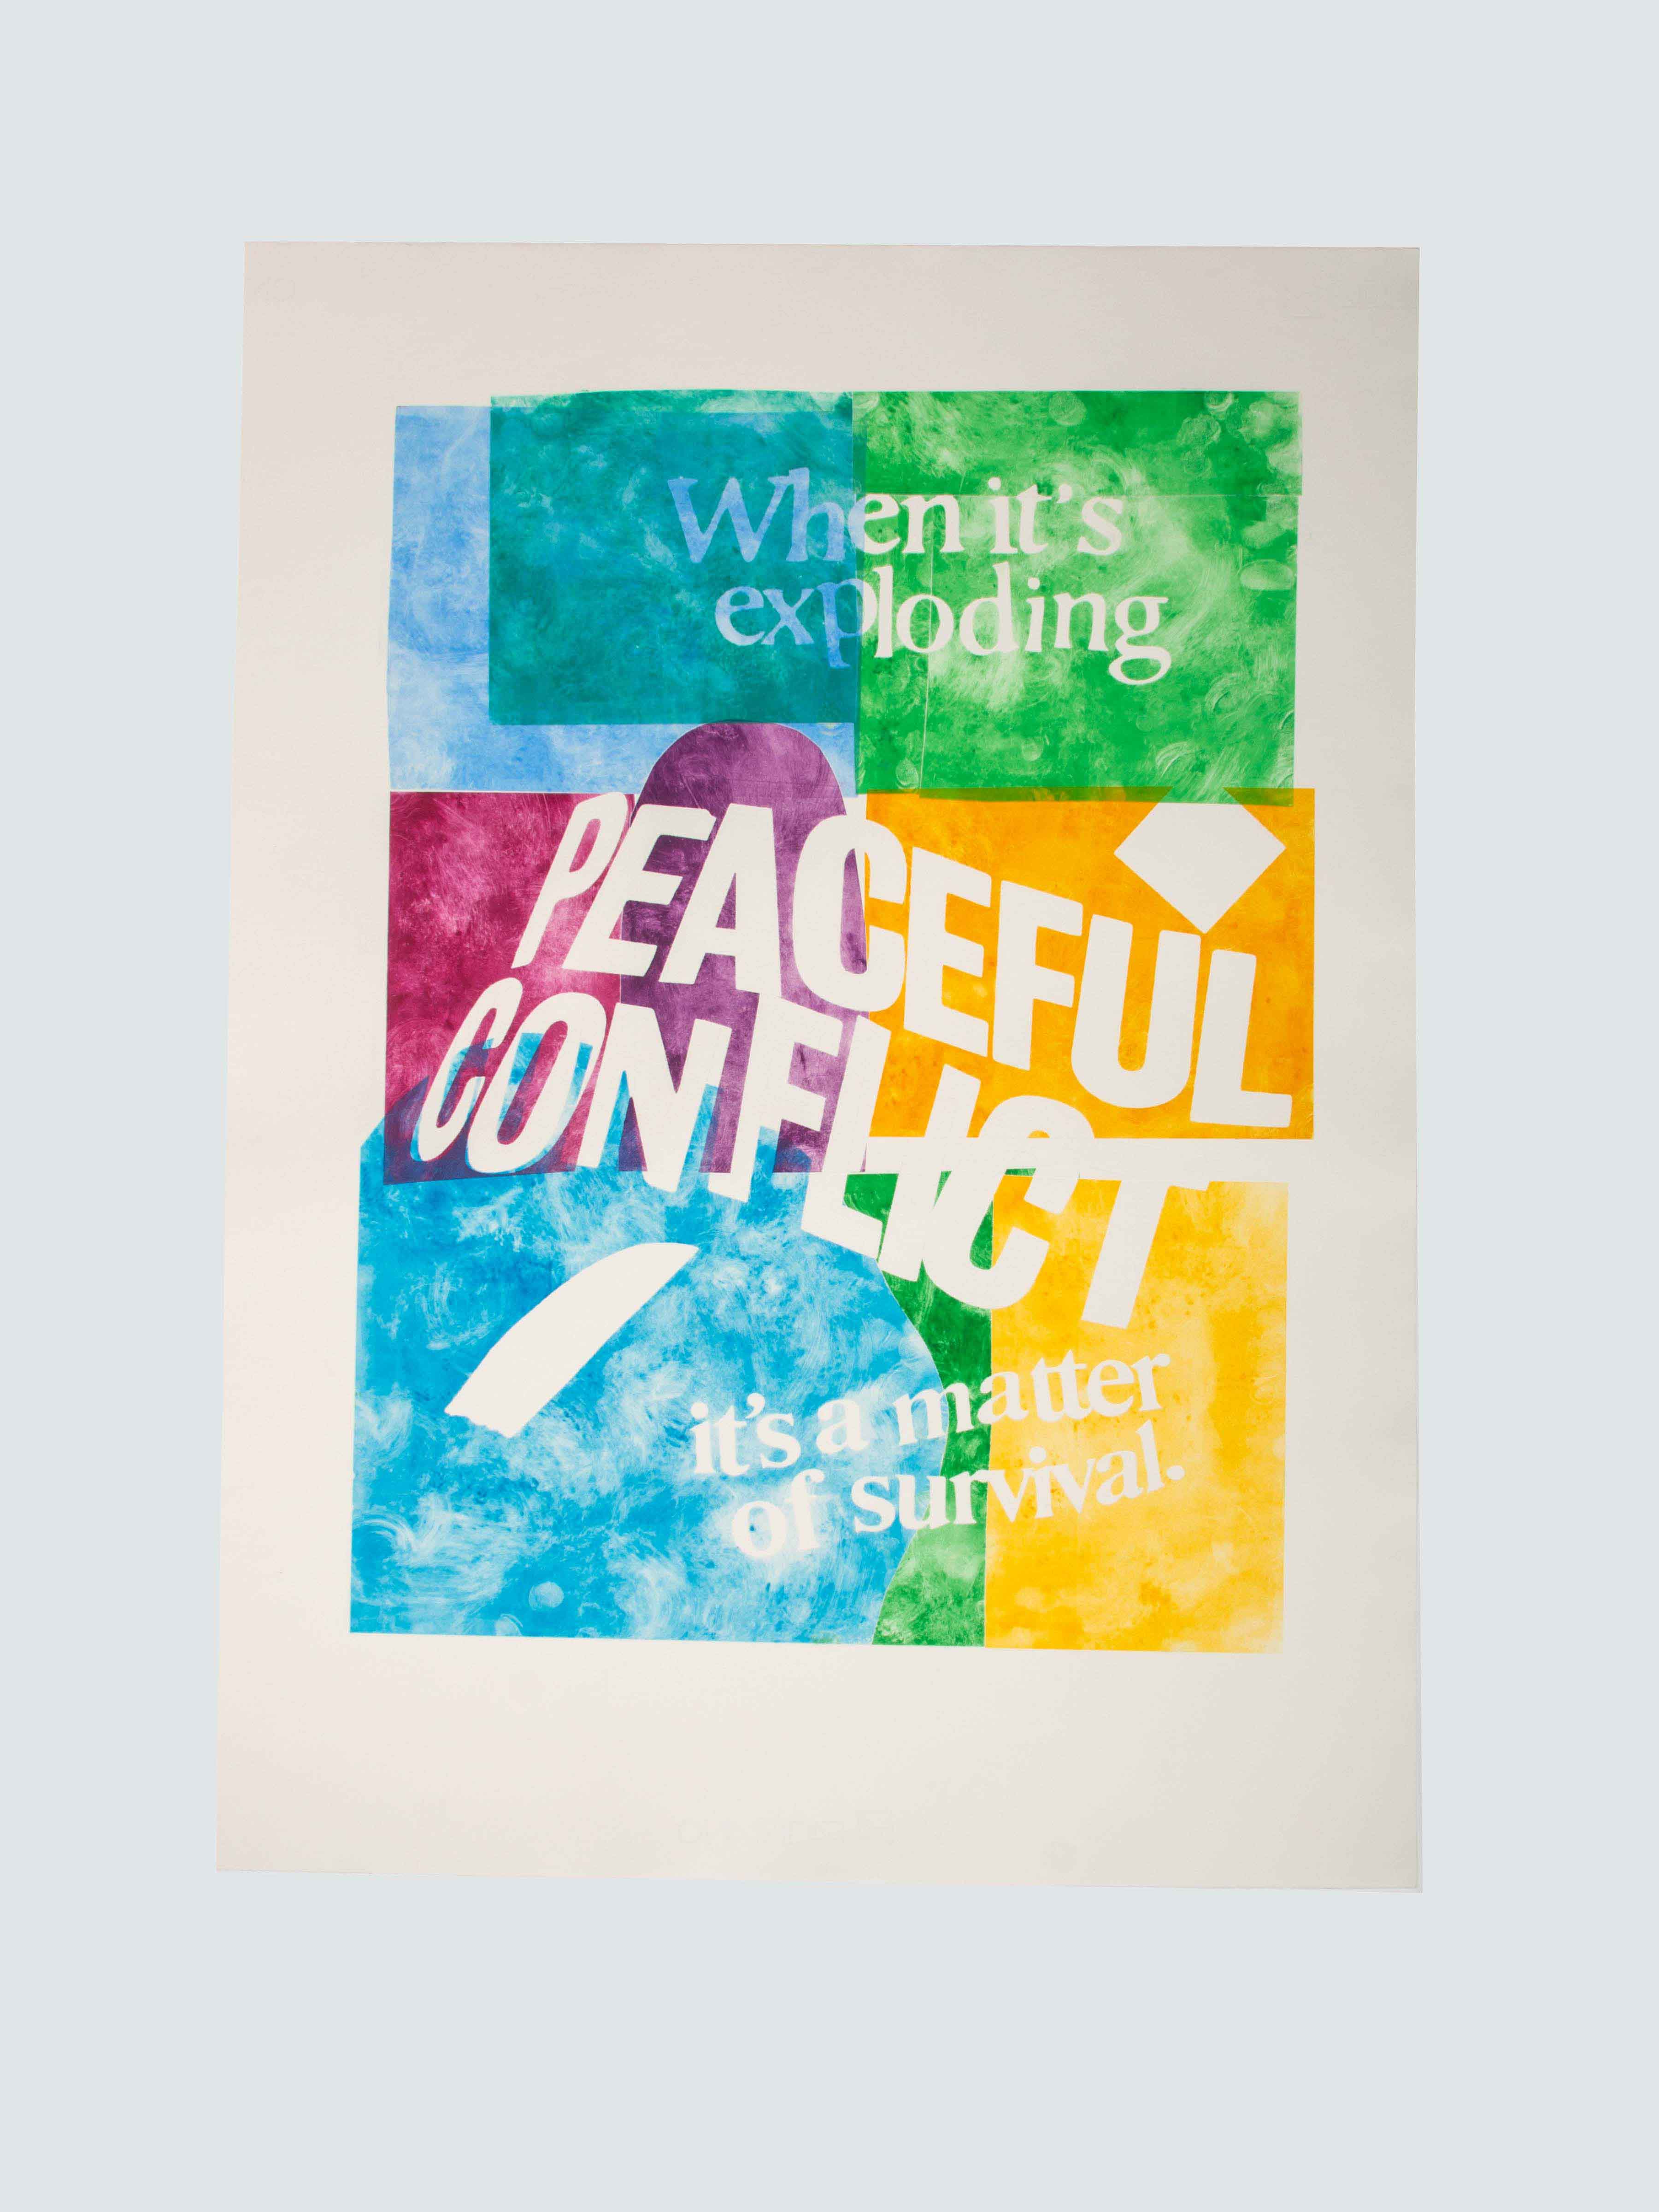 When it's
exploding
PEACEFUL
CONFLICT
it's a matter
of survival.